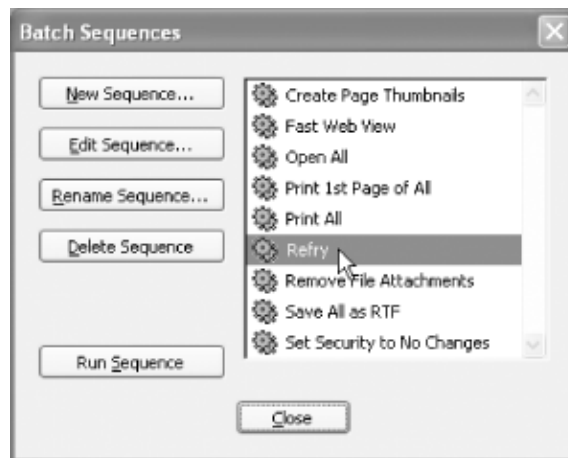 Batch Sequences
New Sequence...
Edit Sequence...
Rename Sequence...
Delete Sequence
Run Sequence
Create Page Thumbnails
Fast Web View
Open All
Print 1st Page of All
Print All
Refry
Remove File Attachments
Save All as RTF
Set Security to No Changes
Close